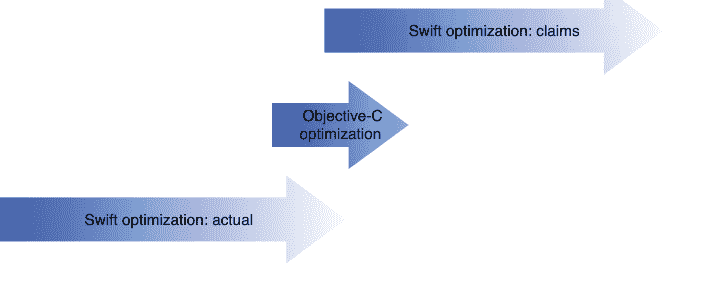 Swift optimization: claims
Objective-C
optimization
Swift optimization: actual